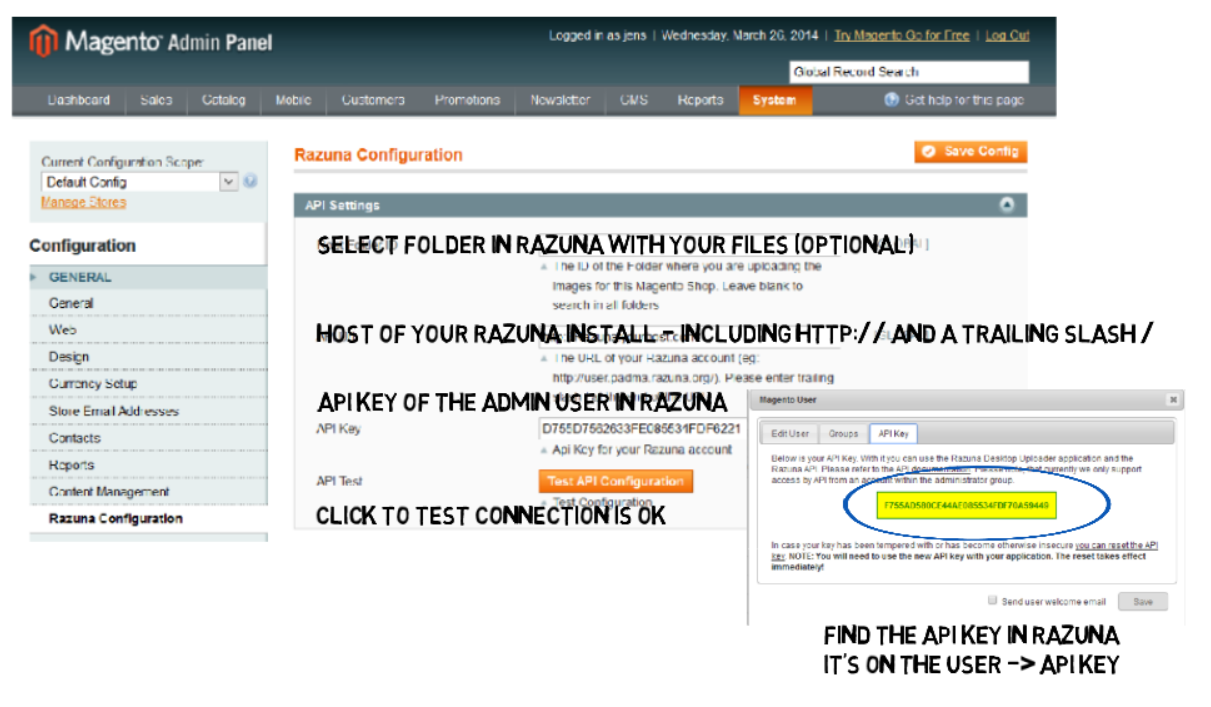 Magento Admin Panel
Logged in as jens | Wednesday, March 26, 2014 | Try Magento Go for Free | Log Out
Global Record Search
Dashboard Sales Catalog Mobile Customers Promotions Newsletter CMS Reports System Get help for this page
Current Configuration Scope:
Default Config
Manage Stores
Configuration
GENERAL
General
Web
Design
Currency Setup
Store Email Addresses
Contacts
Reports
Content Management
Razuna Configuration
Razuna Configuration
Save Config
API Settings
SELECT FOLDER IN RAZUNA WITH YOUR FILES (OPTIONAL)
The ID of the Folder where you are uploading the
images for this Magento Shop. Leave blank to
search in all folders
HOST OF YOUR RAZUNA INSTALL - INCLUDING HTTP:// AND A TRAILING SLASH /
The URL of your Razuna account (eg:
http://user.padma.razuna.org/). Please enter trailing
API KEY OF THE ADMIN USER IN RAZUNA
API Key
Api Key for your Razuna account
API Test
Test API Configuration
Test Configuration
CLICK TO TEST CONNECTION IS OK
Magento User
Edit User Groups API Key
Below is your API Key. With it you can use the Razuna Desktop Uploader application and the
Razuna API. Please refer to the API documentation. Please note, that currently we only support
access by API from an account within the administrator group.
In case your key has been tempered with or has become otherwise insecure you can reset the API
key. NOTE: You will need to use the new API key with your application. The reset takes effect
immediately!
Send user welcome email Save
FIND THE API KEY IN RAZUNA
IT'S ON THE USER -> API KEY